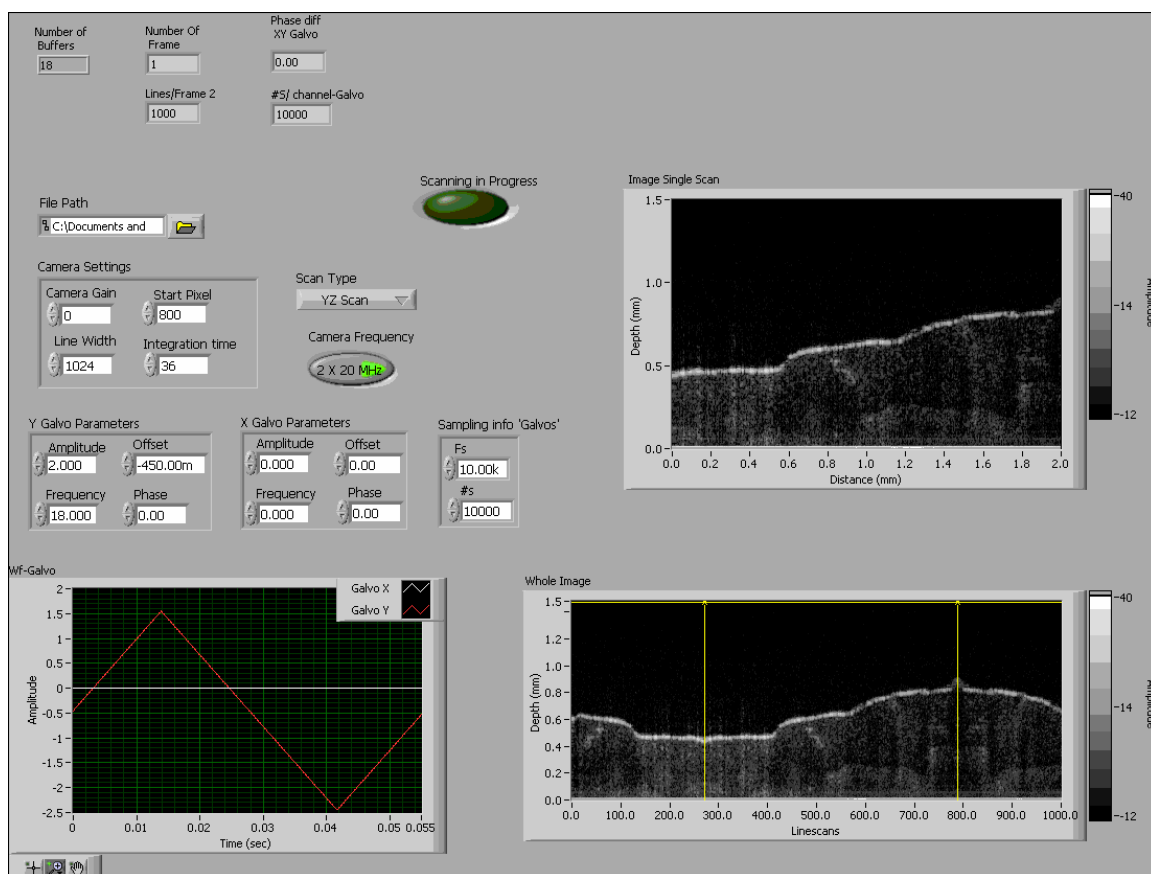 Number of
Buffers
18
Number Of
Frame
1
Phase diff
XY Galvo
0.00
Lines/Frame 2
1000
#S/ channel-Galvo
10000
Scanning in Progress
File Path
C:\Documents and
Camera Settings
Camera Gain
0
Start Pixel
800
Line Width
1024
Integration time
36
Scan Type
YZ Scan
Camera Frequency
2 X 20 MHz
Y Galvo Parameters
Amplitude
2.000
Offset
-450.00m
Frequency
18.000
Phase
0.00
X Galvo Parameters
Amplitude
0.000
Offset
0.00
Frequency
0.000
Phase
0.00
Sampling info 'Galvos'
Fs
10.00k
#s
10000
Image Single Scan
1.5
1.0
0.5
0.0
Depth (mm)
0.0 0.2 0.4 0.6 0.8 1.0 1.2 1.4 1.6 1.8 2.0
Distance (mm)
40
14
-12
Amplitude
Wf-Galvo
Galvo X
Galvo Y
2
1.5
1
0.5
0
-0.5
-1
-1.5
-2
-2.5
Amplitude
0 0.01 0.02 0.03 0.04 0.05 0.055
Time (sec)
Whole Image
1.5
1.2
1.0
0.8
0.6
0.4
0.2
0.0
Depth (mm)
0.0 100.0 200.0 300.0 400.0 500.0 600.0 700.0 800.0 900.0 1000.0
Linescans
40
14
-12
Amplitude